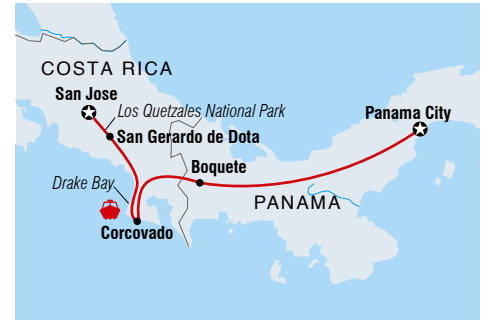 COSTA RICA
San Jose
Los Quetzales National Park
Panama City
San Gerardo de Dota
Boquete
Drake Bay
PANAMA
Corcovado